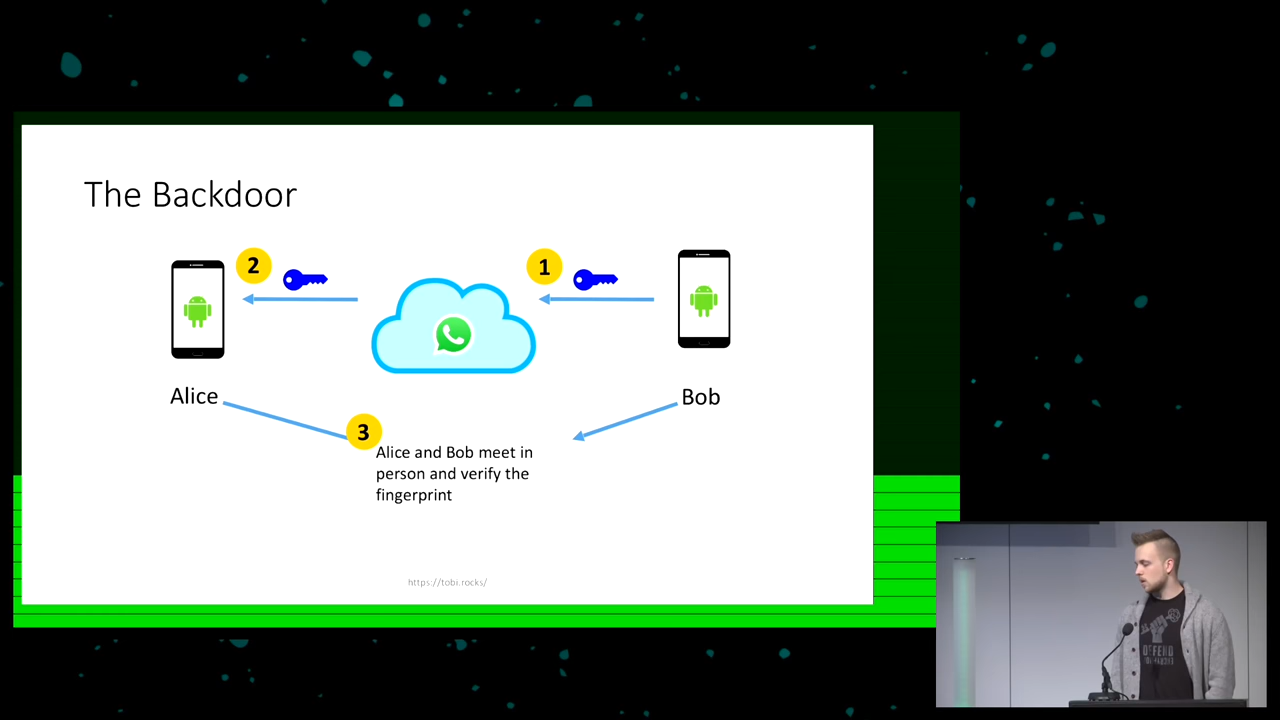 The Backdoor
2
1
Alice
Bob
3
Alice and Bob meet in
person and verify the
fingerprint
https://tobi.rocks/
DEFEND